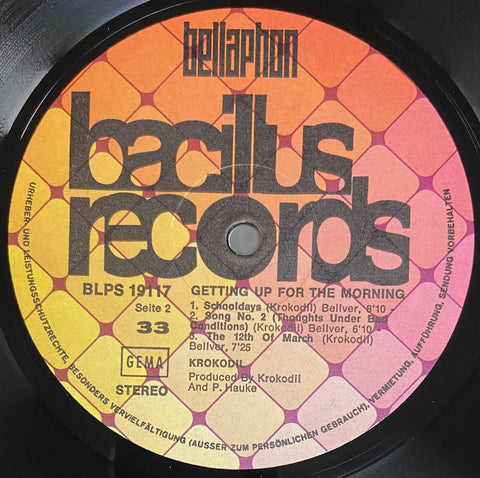 bellaphon
bacillus
records
BLPS 19117
GETTING UP FOR THE MORNING
Seite 2
33
1. Schooldays (Krokodil) Bellver, 8'10
2. Song No. 2 (Thoughts Under Bad
Conditions) (Krokodil) Bellver, 6'10
3. The 12th Of March (Krokodil)
Bellver, 7'25
GEMA
STEREO
KROKODIL
Produced By Krokodil
And P. Hauke
URHEBER- UND LEISTUNGSSCHUTZRECHTE, BESONDERS VERVIELFÄLTIGUNG (AUSSER ZUM PERSÖNLICHEN GEBRAUCH), VERMIETUNG, AUFFÜHRUNG, SENDUNG VORBEHALTEN